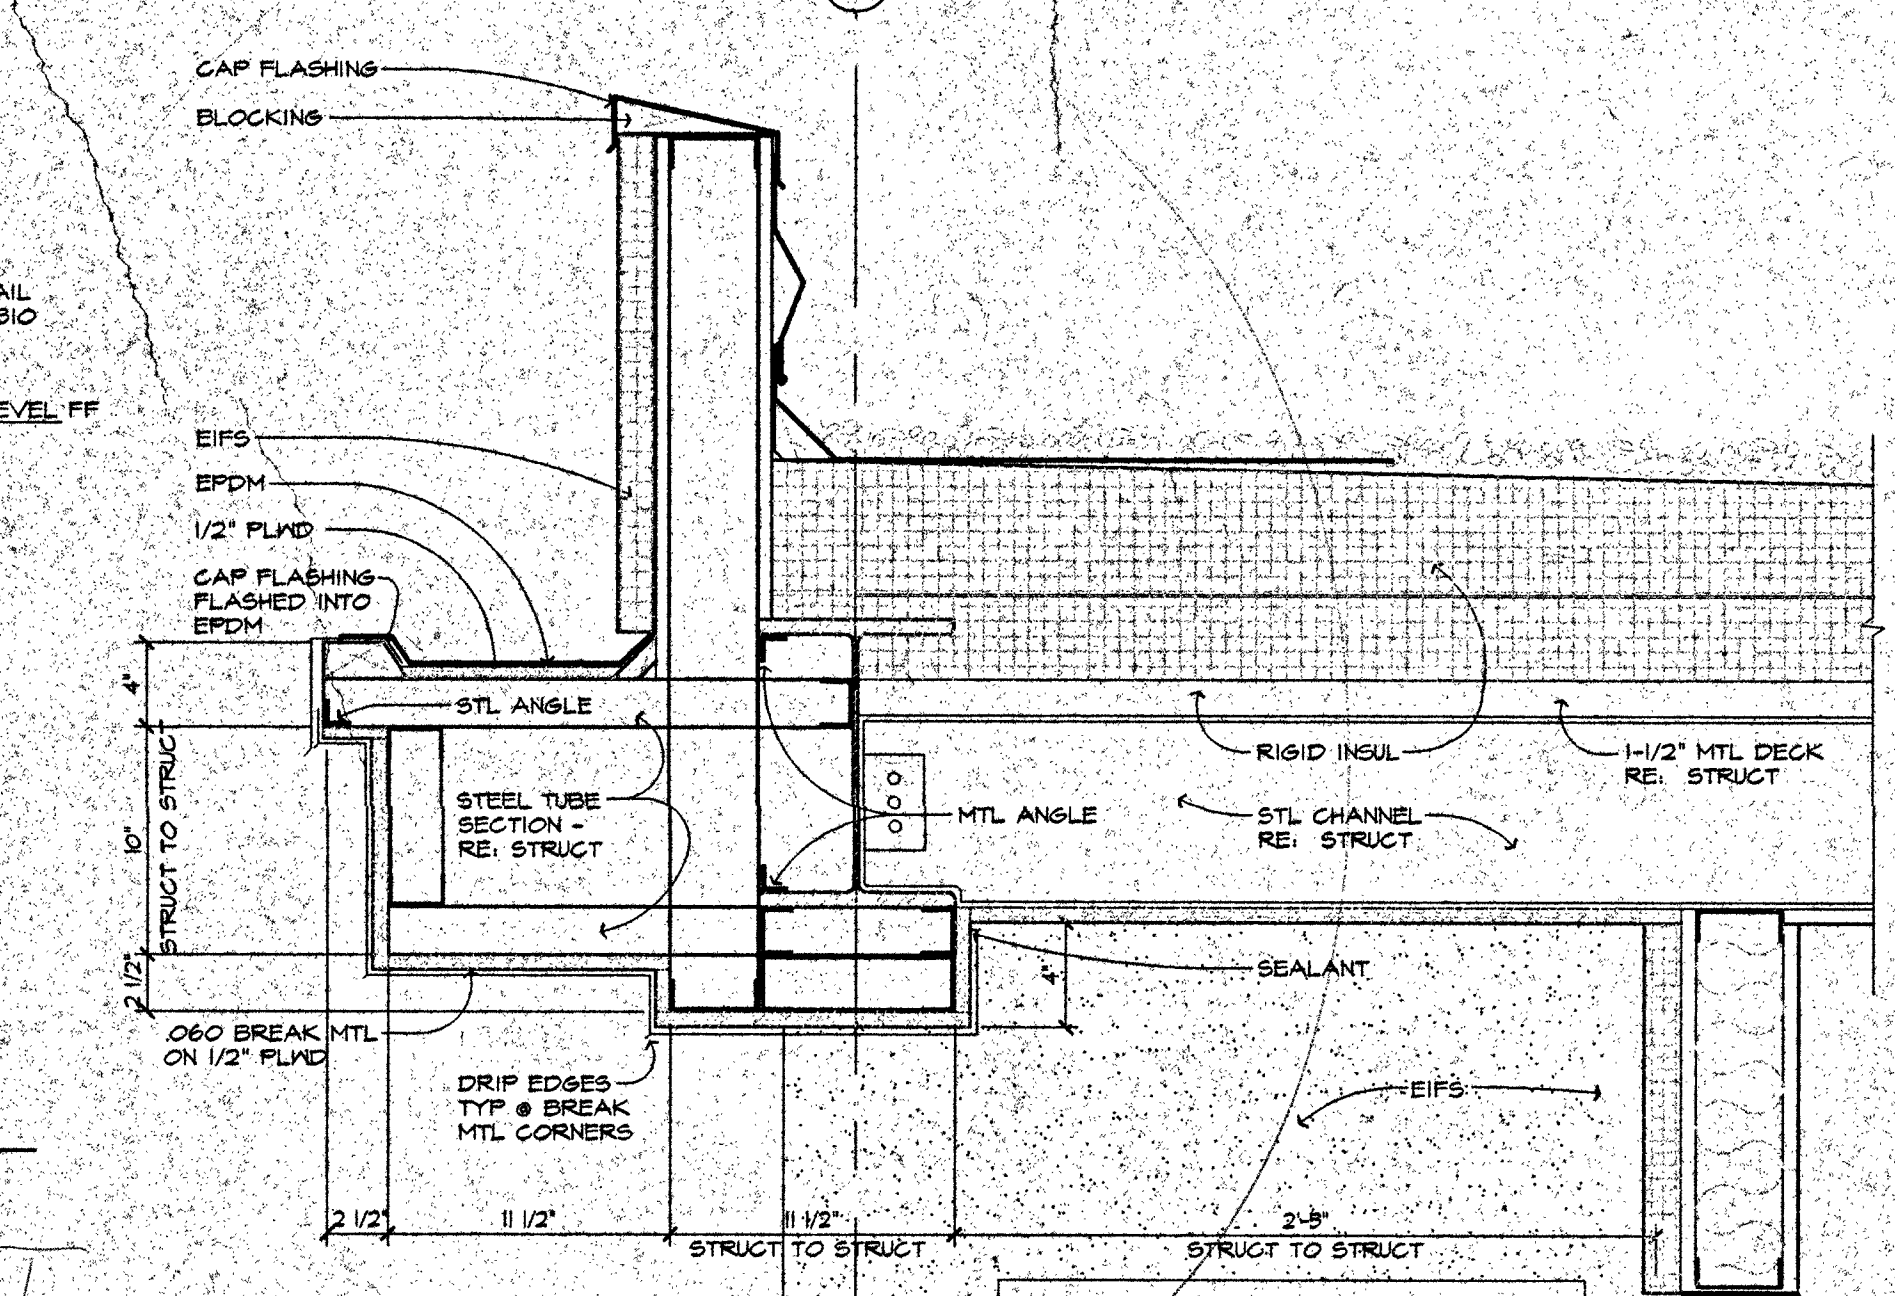 CAP FLASHING
BLOCKING
AIL
310
EVEL FF
EIFS
EPDM
1/2" PLWD
CAP FLASHING
FLASHED INTO
EPDM
4"
STL ANGLE
10"
STRUCT TO STRUCT
STEEL TUBE
SECTION -
RE: STRUCT
MTL ANGLE
RIGID INSUL
1-1/2" MTL DECK
RE: STRUCT
STL CHANNEL
RE: STRUCT
2 1/2"
4"
SEALANT
.060 BREAK MTL
ON 1/2" PLWD
DRIP EDGES
TYP @ BREAK
MTL CORNERS
EIFS
2 1/2"
11 1/2"
11 1/2"
STRUCT TO STRUCT
STRUCT TO STRUCT